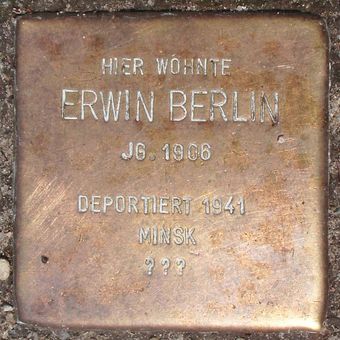 HIER WOHNTE
ERWIN BERLIN
JG. 1906
DEPORTIERT 1941
MINSK
???